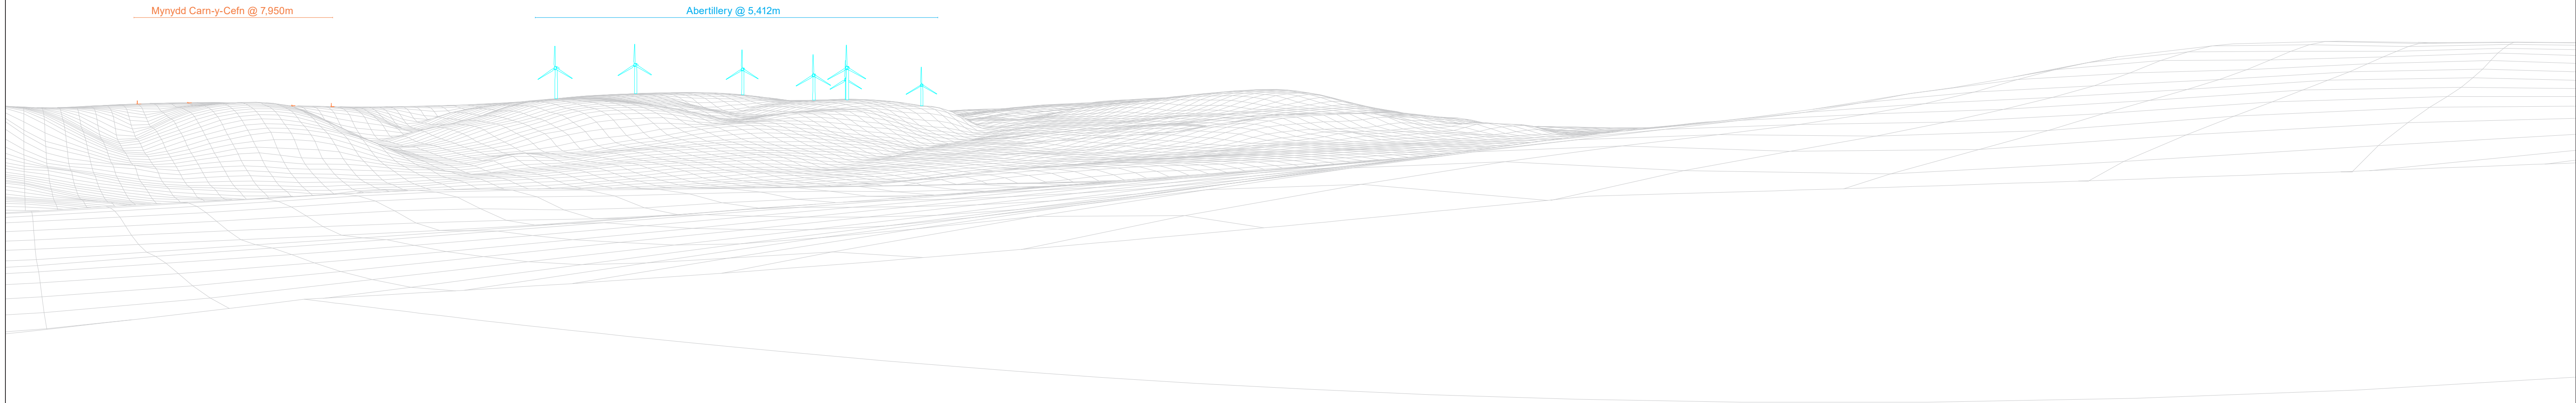 Mynydd Carn-y-Cefn @ 7,950m
Abertillery @ 5,412m